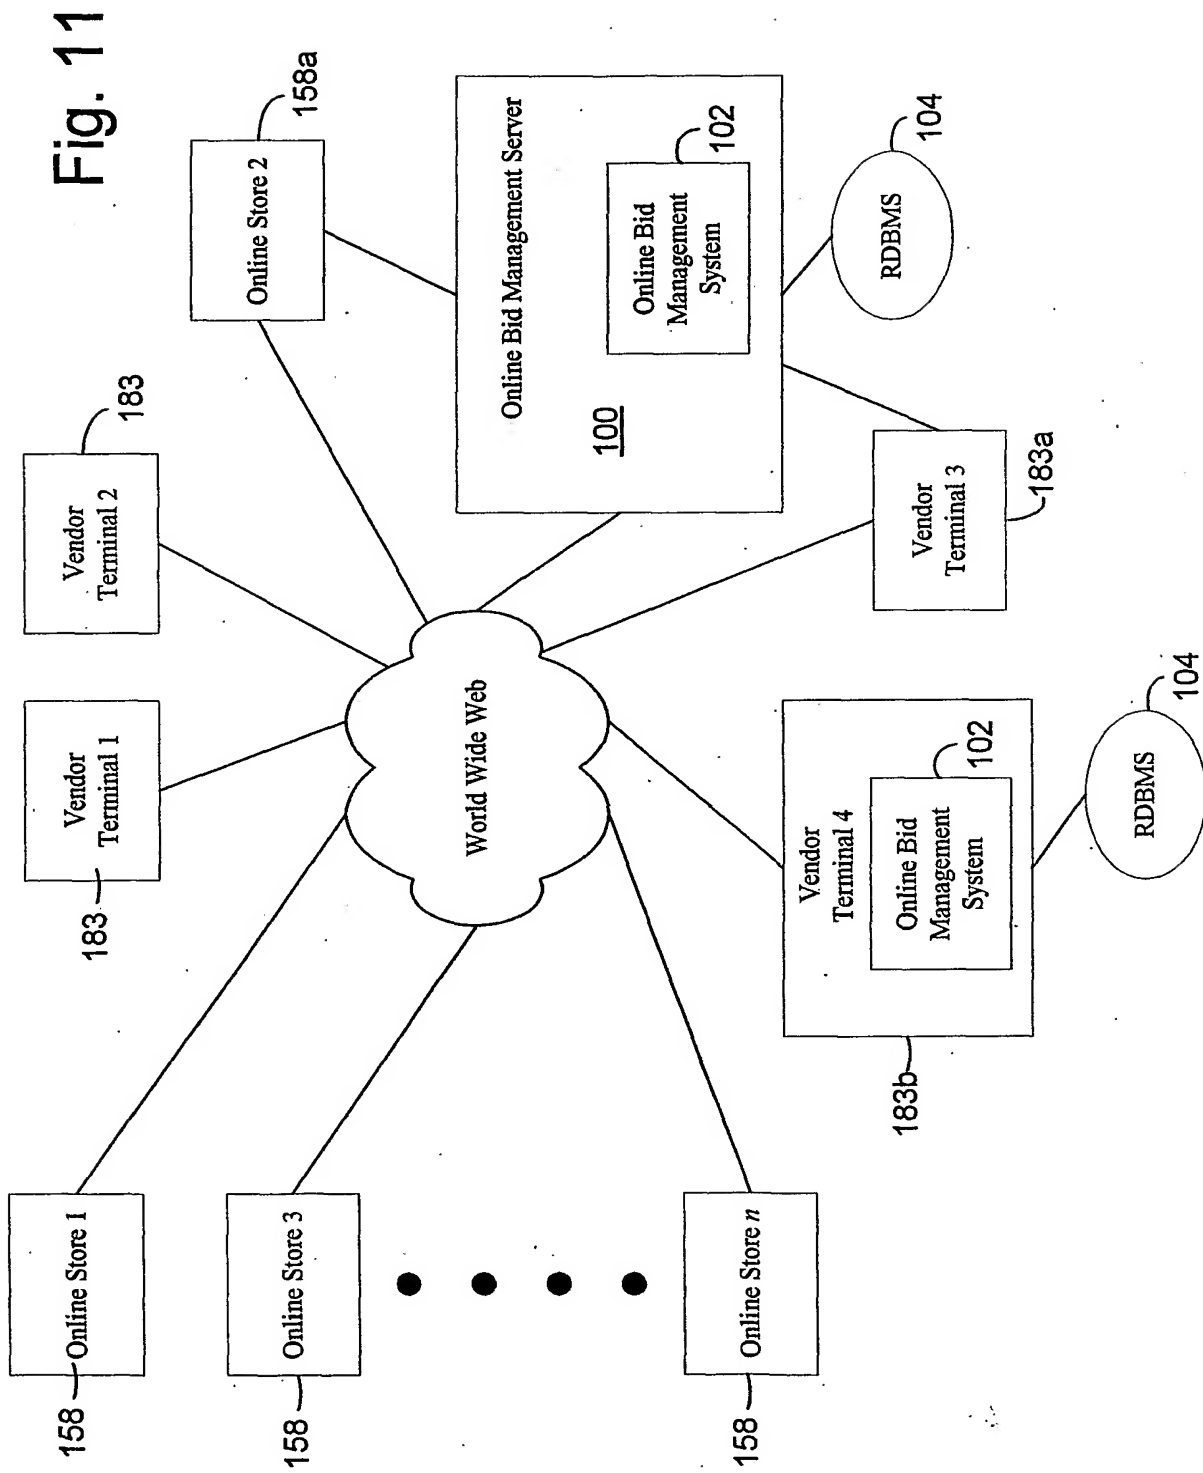 Fig. 11
158
Online Store 1
158
Online Store 3
158
Online Store n
183
Vendor
Terminal 1
183
Vendor
Terminal 2
158a
Online Store 2
World Wide Web
Online Bid Management Server
100
102
Online Bid
Management
System
104
RDBMS
Vendor
Terminal 3
183a
183b
Vendor
Terminal 4
102
Online Bid
Management
System
104
RDBMS